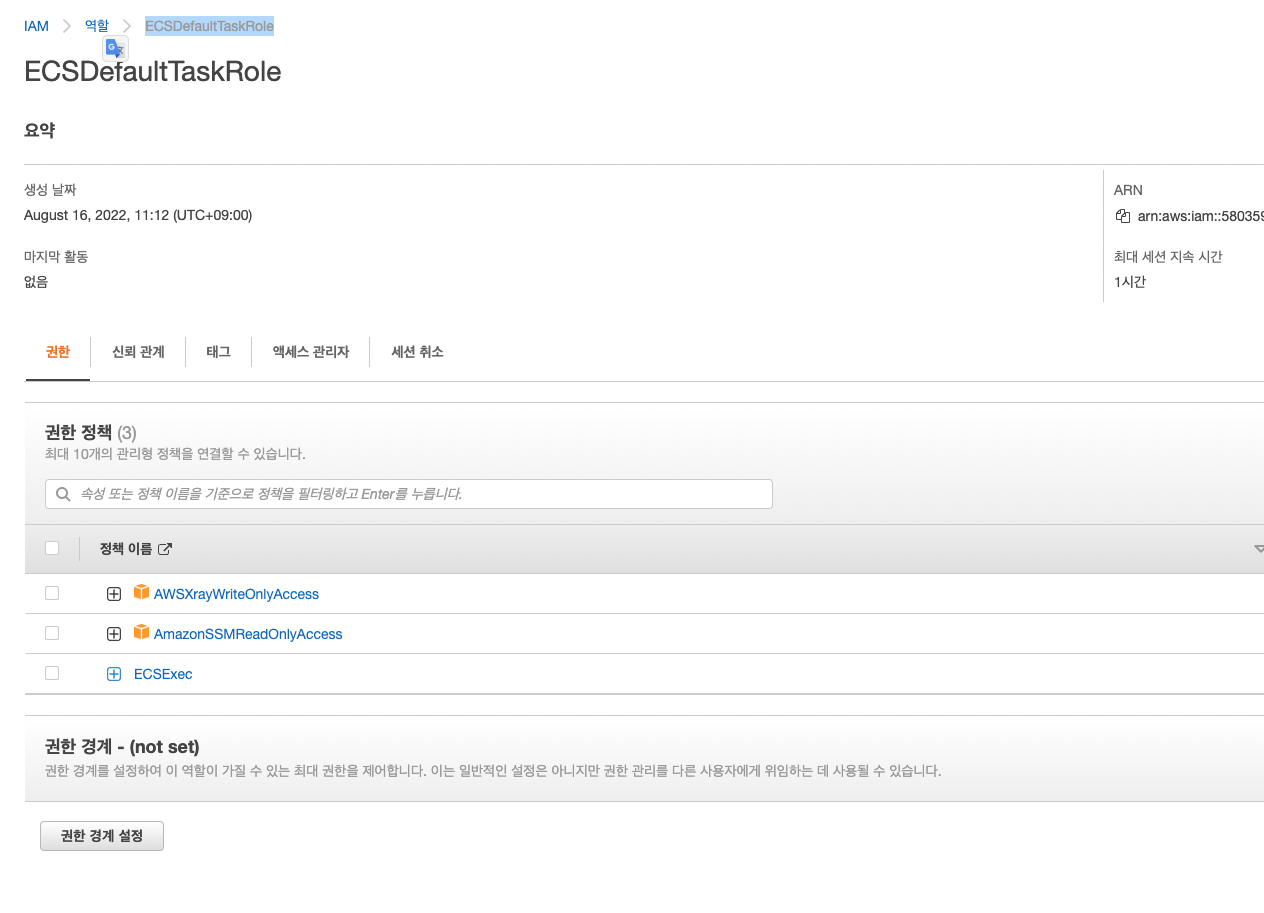 IAM > 역할 > ECSDefaultTaskRole
ECSDefaultTaskRole
요약
생성 날짜
August 16, 2022, 11:12 (UTC+09:00)
마지막 활동
없음
ARN
arn:aws:iam::580359
최대 세션 지속 시간
1시간
권한 신뢰 관계 태그 액세스 관리자 세션 취소
권한 정책 (3)
최대 10개의 관리형 정책을 연결할 수 있습니다.
속성 또는 정책 이름을 기준으로 정책을 필터링하고 Enter를 누릅니다.
정책 이름
AWSXrayWriteOnlyAccess
AmazonSSMReadOnlyAccess
ECSExec
권한 경계 - (not set)
권한 경계를 설정하여 이 역할이 가질 수 있는 최대 권한을 제어합니다. 이는 일반적인 설정은 아니지만 권한 관리를 다른 사용자에게 위임하는 데 사용될 수 있습니다.
권한 경계 설정